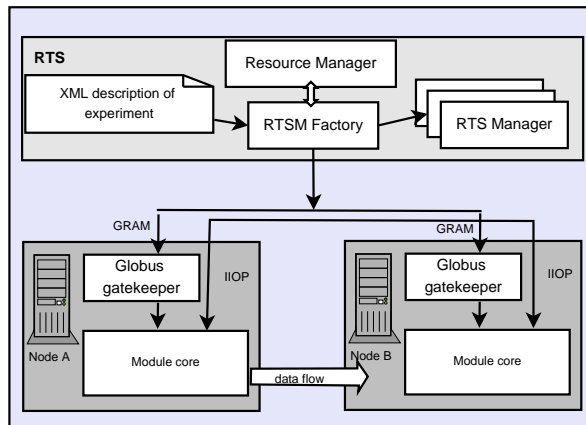 RTS
Resource Manager
XML description of
experiment
RTSM Factory
RTS Manager
GRAM
GRAM
Globus
gatekeeper
IIOP
Globus
gatekeeper
IIOP
Node A
Module core
Node B
Module core
data flow